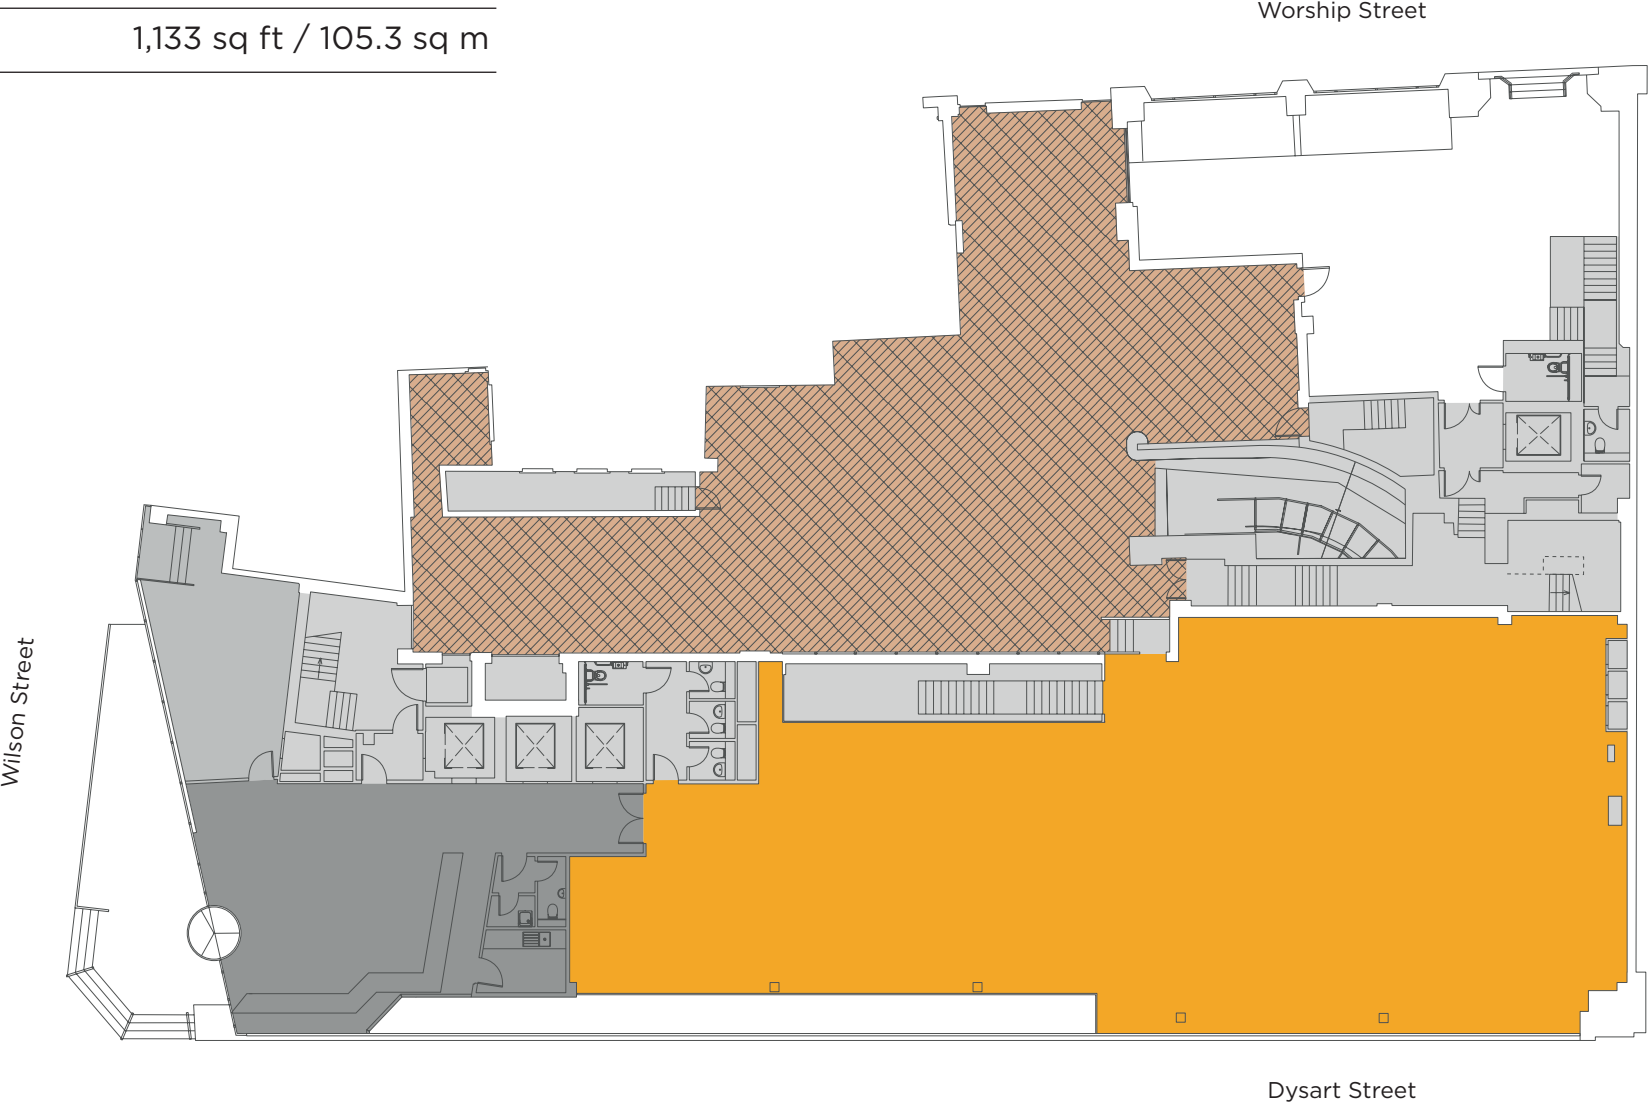 Worship Street
1,133 sq ft / 105.3 sq m
Wilson Street
Dysart Street